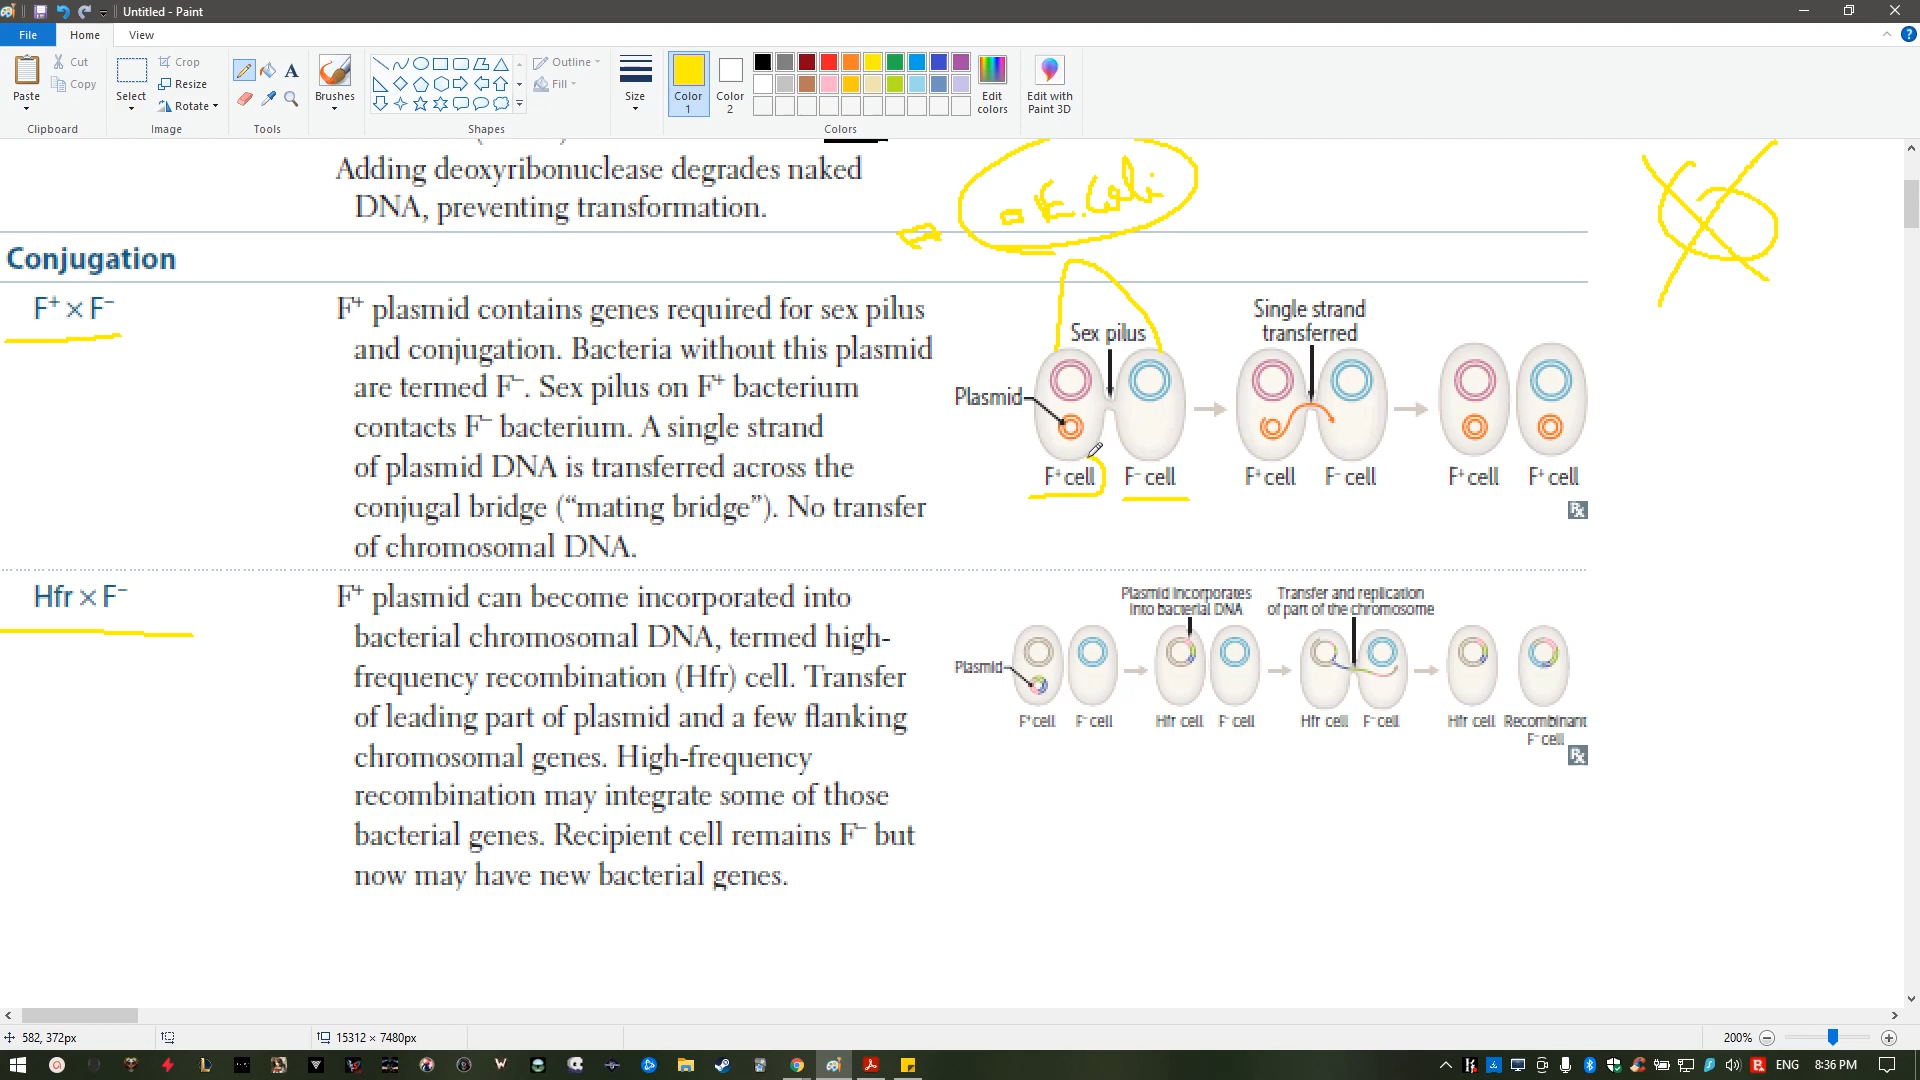 Untitled - Paint
File
Home
View
Paste
Cut
Copy
Clipboard
Select
Crop
Resize
Rotate
Image
Tools
Brushes
Shapes
Outline
Fill
Size
Color 1
Color 2
Colors
Edit colors
Edit with Paint 3D
Adding deoxyribonuclease degrades naked
DNA, preventing transformation.
E. Coli
Conjugation
F⁺ × F⁻
F⁺ plasmid contains genes required for sex pilus
and conjugation. Bacteria without this plasmid
are termed F⁻. Sex pilus on F⁺ bacterium
contacts F⁻ bacterium. A single strand
of plasmid DNA is transferred across the
conjugal bridge (“mating bridge”). No transfer
of chromosomal DNA.
Sex pilus
Single strand
transferred
Plasmid
F⁺ cell
F⁻ cell
F⁺ cell
F⁻ cell
F⁺ cell
F⁺ cell
Rx
Hfr × F⁻
F⁺ plasmid can become incorporated into
bacterial chromosomal DNA, termed high-
frequency recombination (Hfr) cell. Transfer
of leading part of plasmid and a few flanking
chromosomal genes. High-frequency
recombination may integrate some of those
bacterial genes. Recipient cell remains F⁻ but
now may have new bacterial genes.
Plasmid incorporates
into bacterial DNA
Transfer and replication
of part of the chromosome
Plasmid
F⁺ cell
F⁻ cell
Hfr cell
F⁻ cell
Hfr cell
F⁻ cell
Hfr cell
Recombinant
F⁻ cell
Rx
582, 372px
15312 × 7480px
200%
ENG
8:36 PM